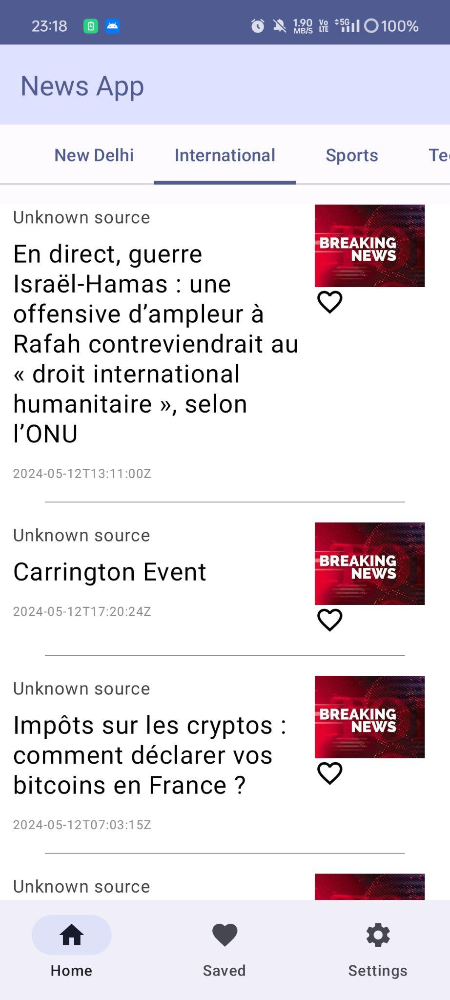 23:18
1.90 MB/S
Vo LTE
5G
100%
News App
New Delhi
International
Sports
Te
Unknown source
BREAKING
NEWS
En direct, guerre
Israël-Hamas : une
offensive d’ampleur à
Rafah contreviendrait au
« droit international
humanitaire », selon
l’ONU
2024-05-12T13:11:00Z
Unknown source
BREAKING
NEWS
Carrington Event
2024-05-12T17:20:24Z
Unknown source
BREAKING
NEWS
Impôts sur les cryptos :
comment déclarer vos
bitcoins en France ?
2024-05-12T07:03:15Z
Unknown source
Home
Saved
Settings